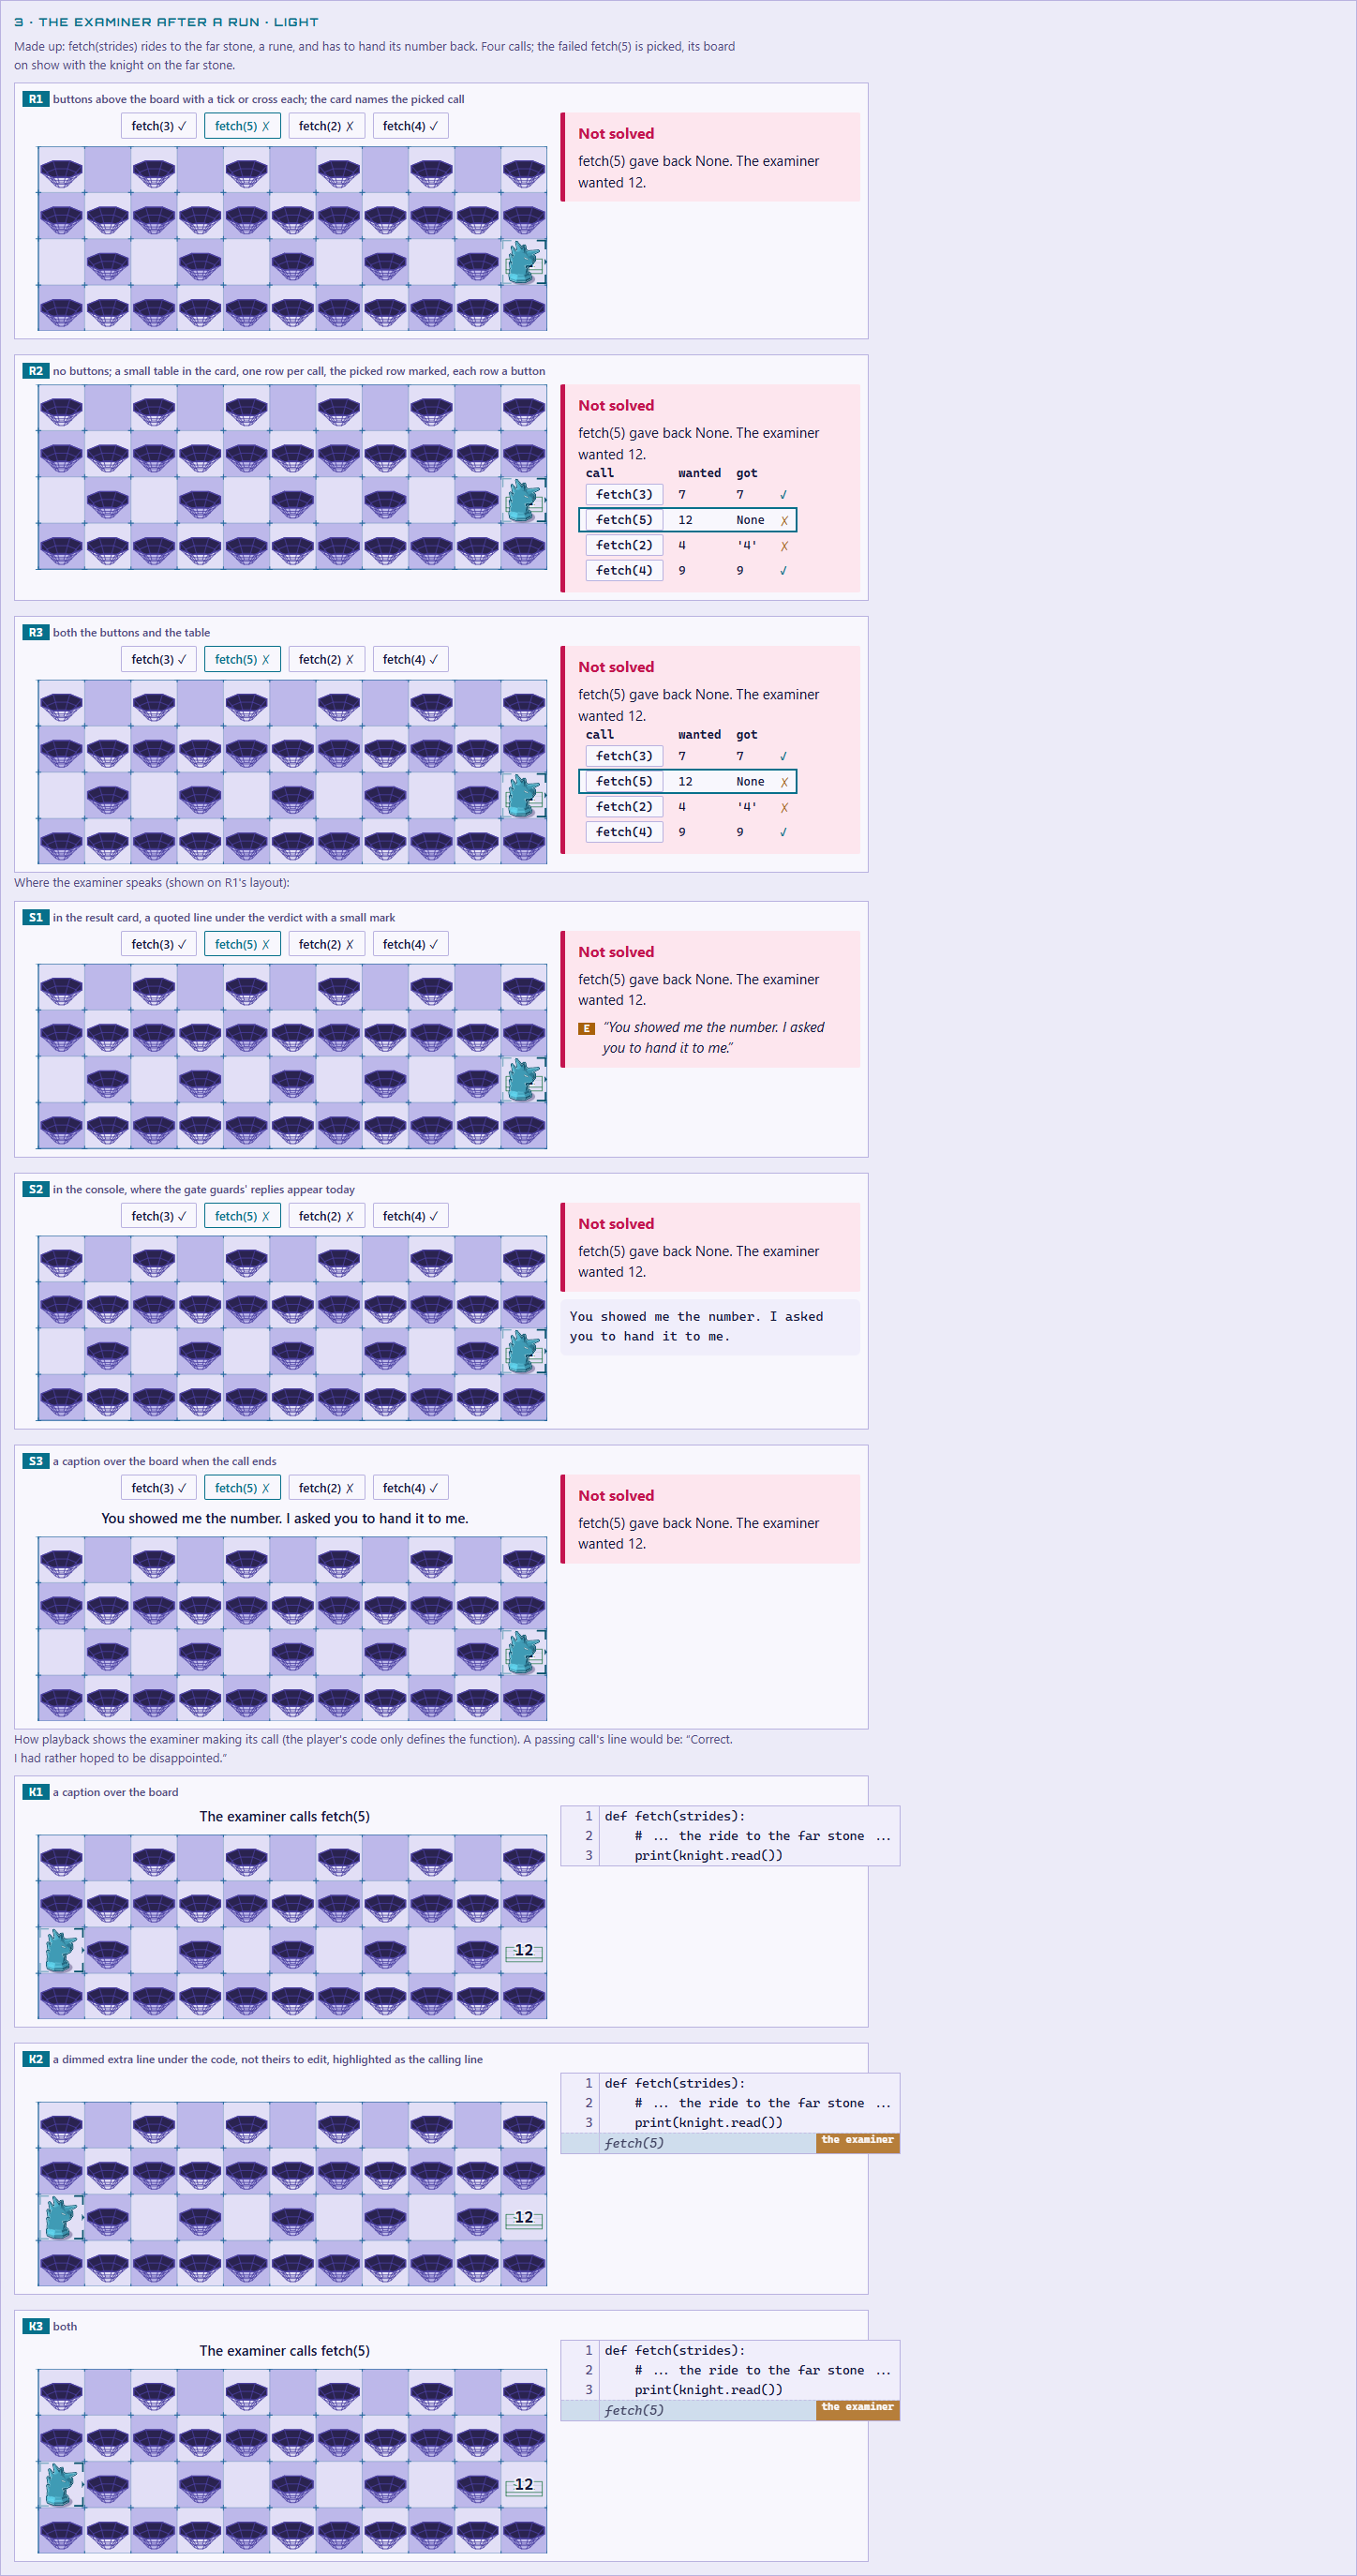 3 · THE EXAMINER AFTER A RUN · LIGHT
Made up: fetch(strides) rides to the far stone, a rune, and has to hand its number back. Four calls; the failed fetch(5) is picked, its board
on show with the knight on the far stone.
R1 buttons above the board with a tick or cross each; the card names the picked call
fetch(3) ✓ fetch(5) ✗ fetch(2) ✗ fetch(4) ✓
Not solved
fetch(5) gave back None. The examiner
wanted 12.
R2 no buttons; a small table in the card, one row per call, the picked row marked, each row a button
Not solved
fetch(5) gave back None. The examiner
wanted 12.
call wanted got
fetch(3) 7 7 ✓
fetch(5) 12 None ✗
fetch(2) 4 '4' ✗
fetch(4) 9 9 ✓
R3 both the buttons and the table
fetch(3) ✓ fetch(5) ✗ fetch(2) ✗ fetch(4) ✓
Not solved
fetch(5) gave back None. The examiner
wanted 12.
call wanted got
fetch(3) 7 7 ✓
fetch(5) 12 None ✗
fetch(2) 4 '4' ✗
fetch(4) 9 9 ✓
Where the examiner speaks (shown on R1's layout):
S1 in the result card, a quoted line under the verdict with a small mark
fetch(3) ✓ fetch(5) ✗ fetch(2) ✗ fetch(4) ✓
Not solved
fetch(5) gave back None. The examiner
wanted 12.
E “You showed me the number. I asked
you to hand it to me.”
S2 in the console, where the gate guards' replies appear today
fetch(3) ✓ fetch(5) ✗ fetch(2) ✗ fetch(4) ✓
Not solved
fetch(5) gave back None. The examiner
wanted 12.
You showed me the number. I asked
you to hand it to me.
S3 a caption over the board when the call ends
fetch(3) ✓ fetch(5) ✗ fetch(2) ✗ fetch(4) ✓
You showed me the number. I asked you to hand it to me.
Not solved
fetch(5) gave back None. The examiner
wanted 12.
How playback shows the examiner making its call (the player's code only defines the function). A passing call's line would be: “Correct.
I had rather hoped to be disappointed.”
K1 a caption over the board
The examiner calls fetch(5)
12
1 def fetch(strides):
2 # ... the ride to the far stone ...
3 print(knight.read())
K2 a dimmed extra line under the code, not theirs to edit, highlighted as the calling line
12
1 def fetch(strides):
2 # ... the ride to the far stone ...
3 print(knight.read())
fetch(5) the examiner
K3 both
The examiner calls fetch(5)
12
1 def fetch(strides):
2 # ... the ride to the far stone ...
3 print(knight.read())
fetch(5) the examiner